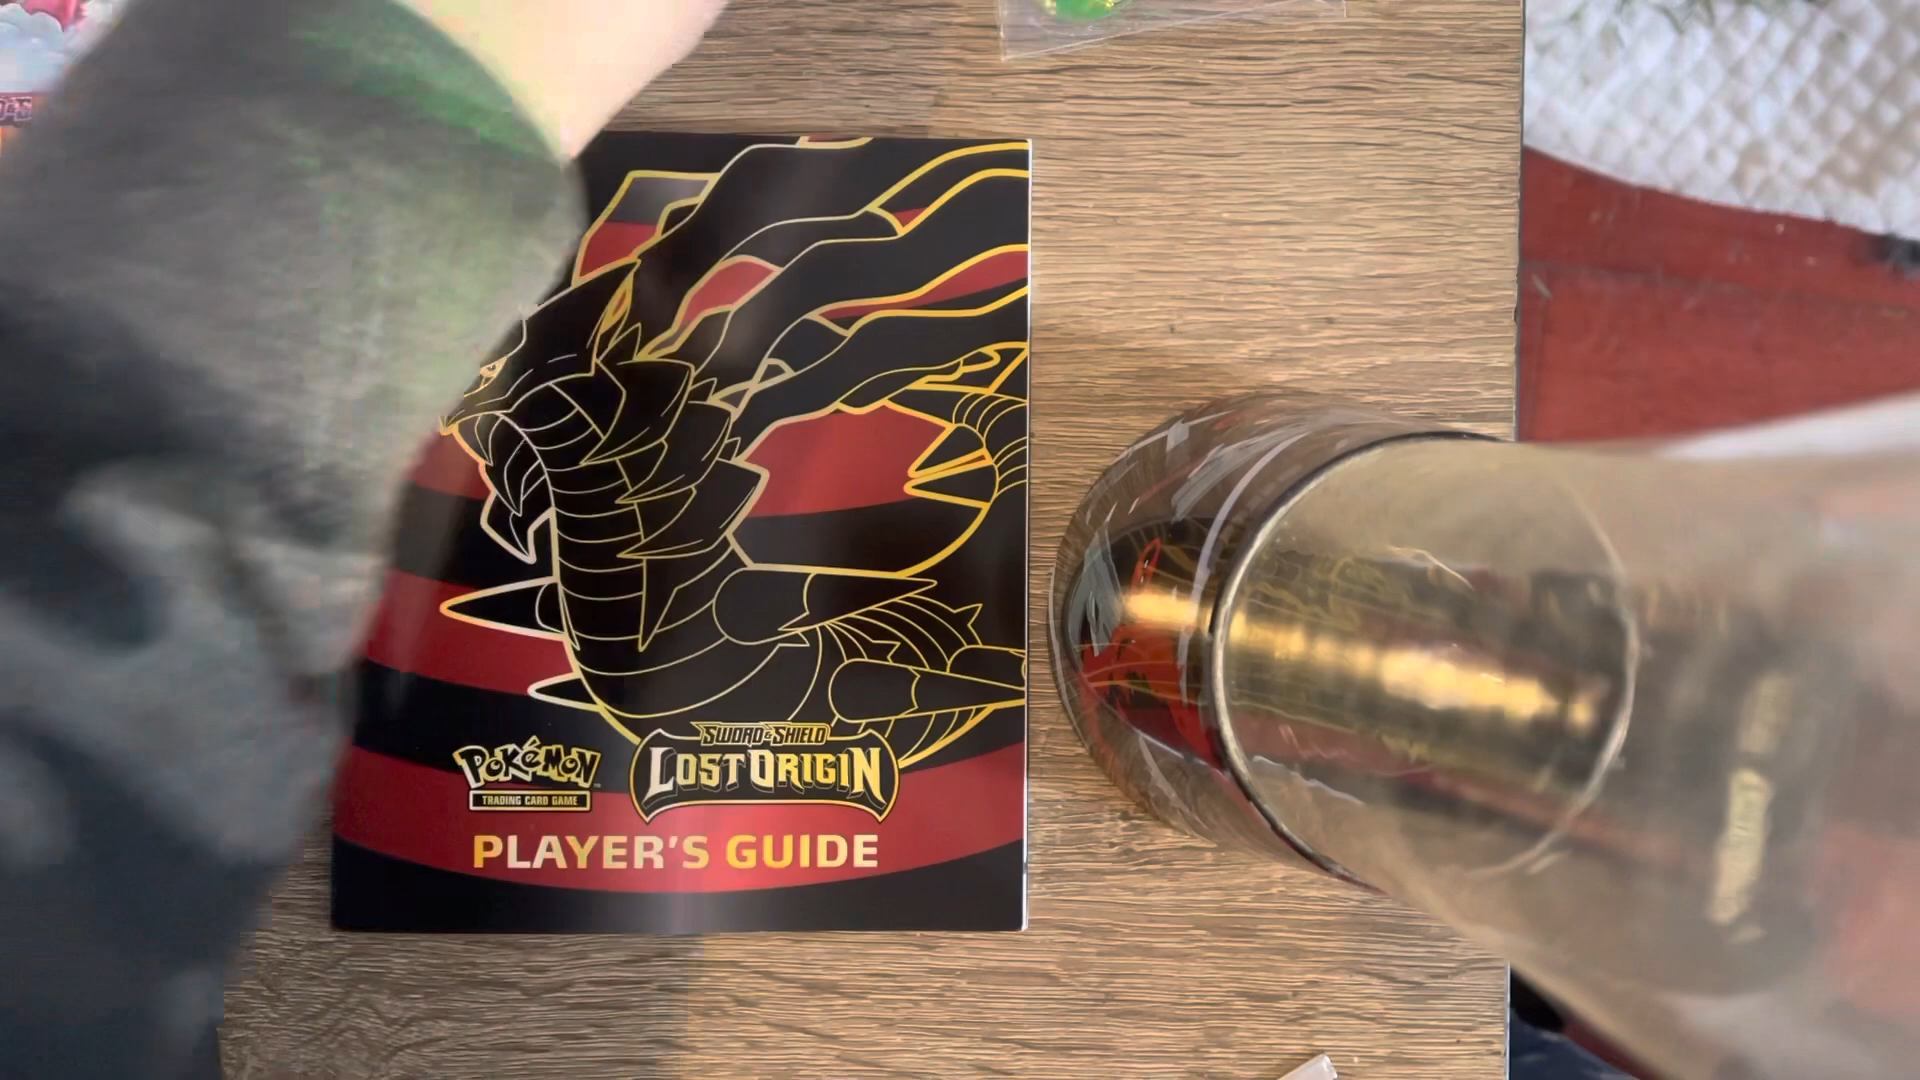 SWORD & SHIELD
POKéMON
LOST ORIGIN
TRADING CARD GAME
PLAYER'S GUIDE